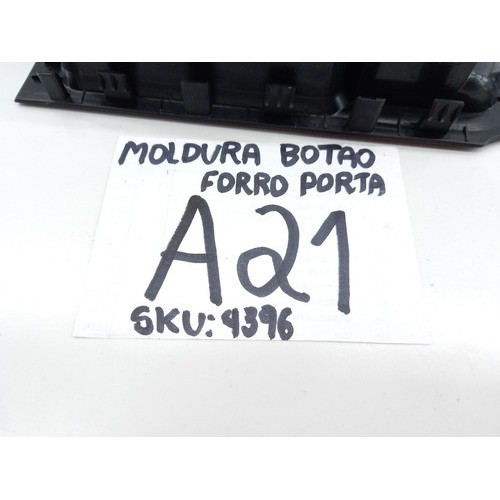 MOLDURA BOTAO
FORRO PORTA
A21
SKU: 4396